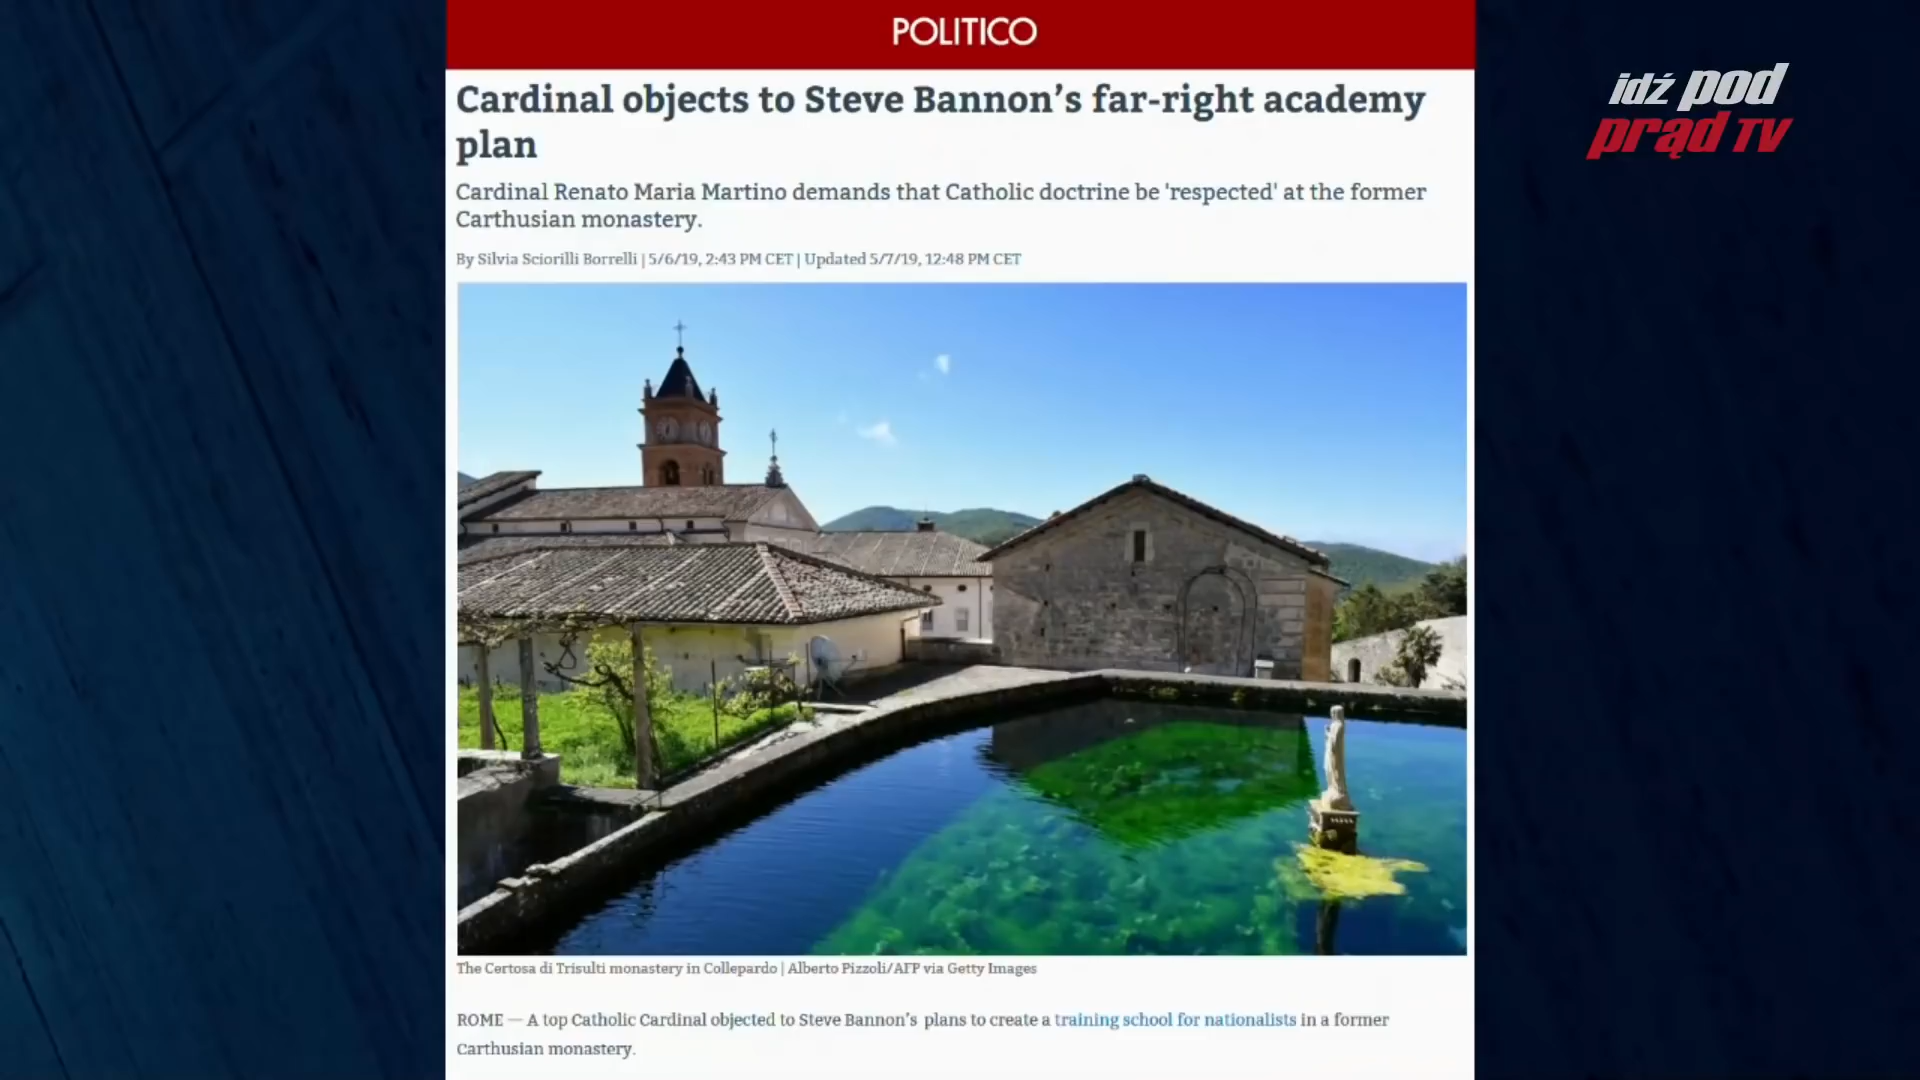 POLITICO
idź pod
prąd TV
Cardinal objects to Steve Bannon's far-right academy
plan
Cardinal Renato Maria Martino demands that Catholic doctrine be 'respected' at the former
Carthusian monastery.
By Silvia Sciorilli Borrelli | 5/6/19, 2:43 PM CET | Updated 5/7/19, 12:48 PM CET
The Certosa di Trisulti monastery in Collepardo | Alberto Pizzoli/AFP via Getty Images
ROME — A top Catholic Cardinal objected to Steve Bannon's plans to create a training school for nationalists in a former
Carthusian monastery.